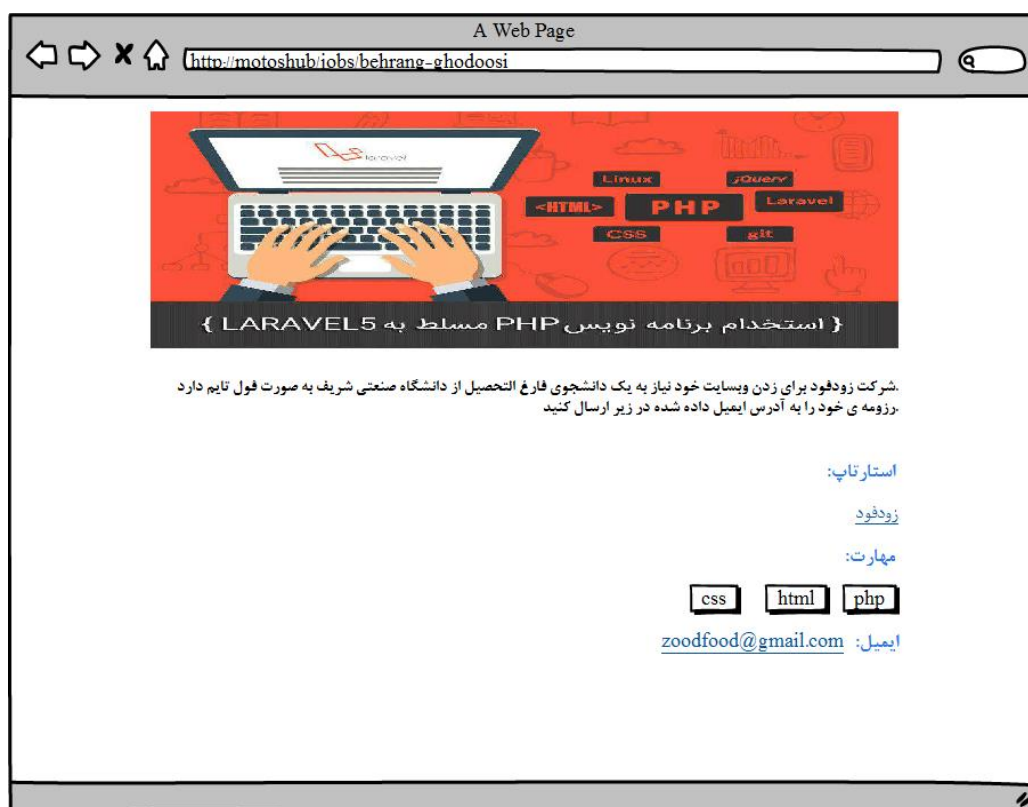 A Web Page
http://motoshub/jobs/behrang-ghodoosi
laravel
Linux
jQuery
<HTML>
PHP
Laravel
CSS
git
{ استخدام برنامه نویس PHP مسلط به LARAVEL5 }
شرکت زودفود برای زدن وبسایت خود نیاز به یک دانشجوی فارغ التحصیل از دانشگاه صنعتی شریف به صورت فول تایم دارد.
رزومه ی خود را به آدرس ایمیل داده شده در زیر ارسال کنید.
استارتاپ:
زودفود
مهارت:
php html css
ایمیل: zoodfood@gmail.com